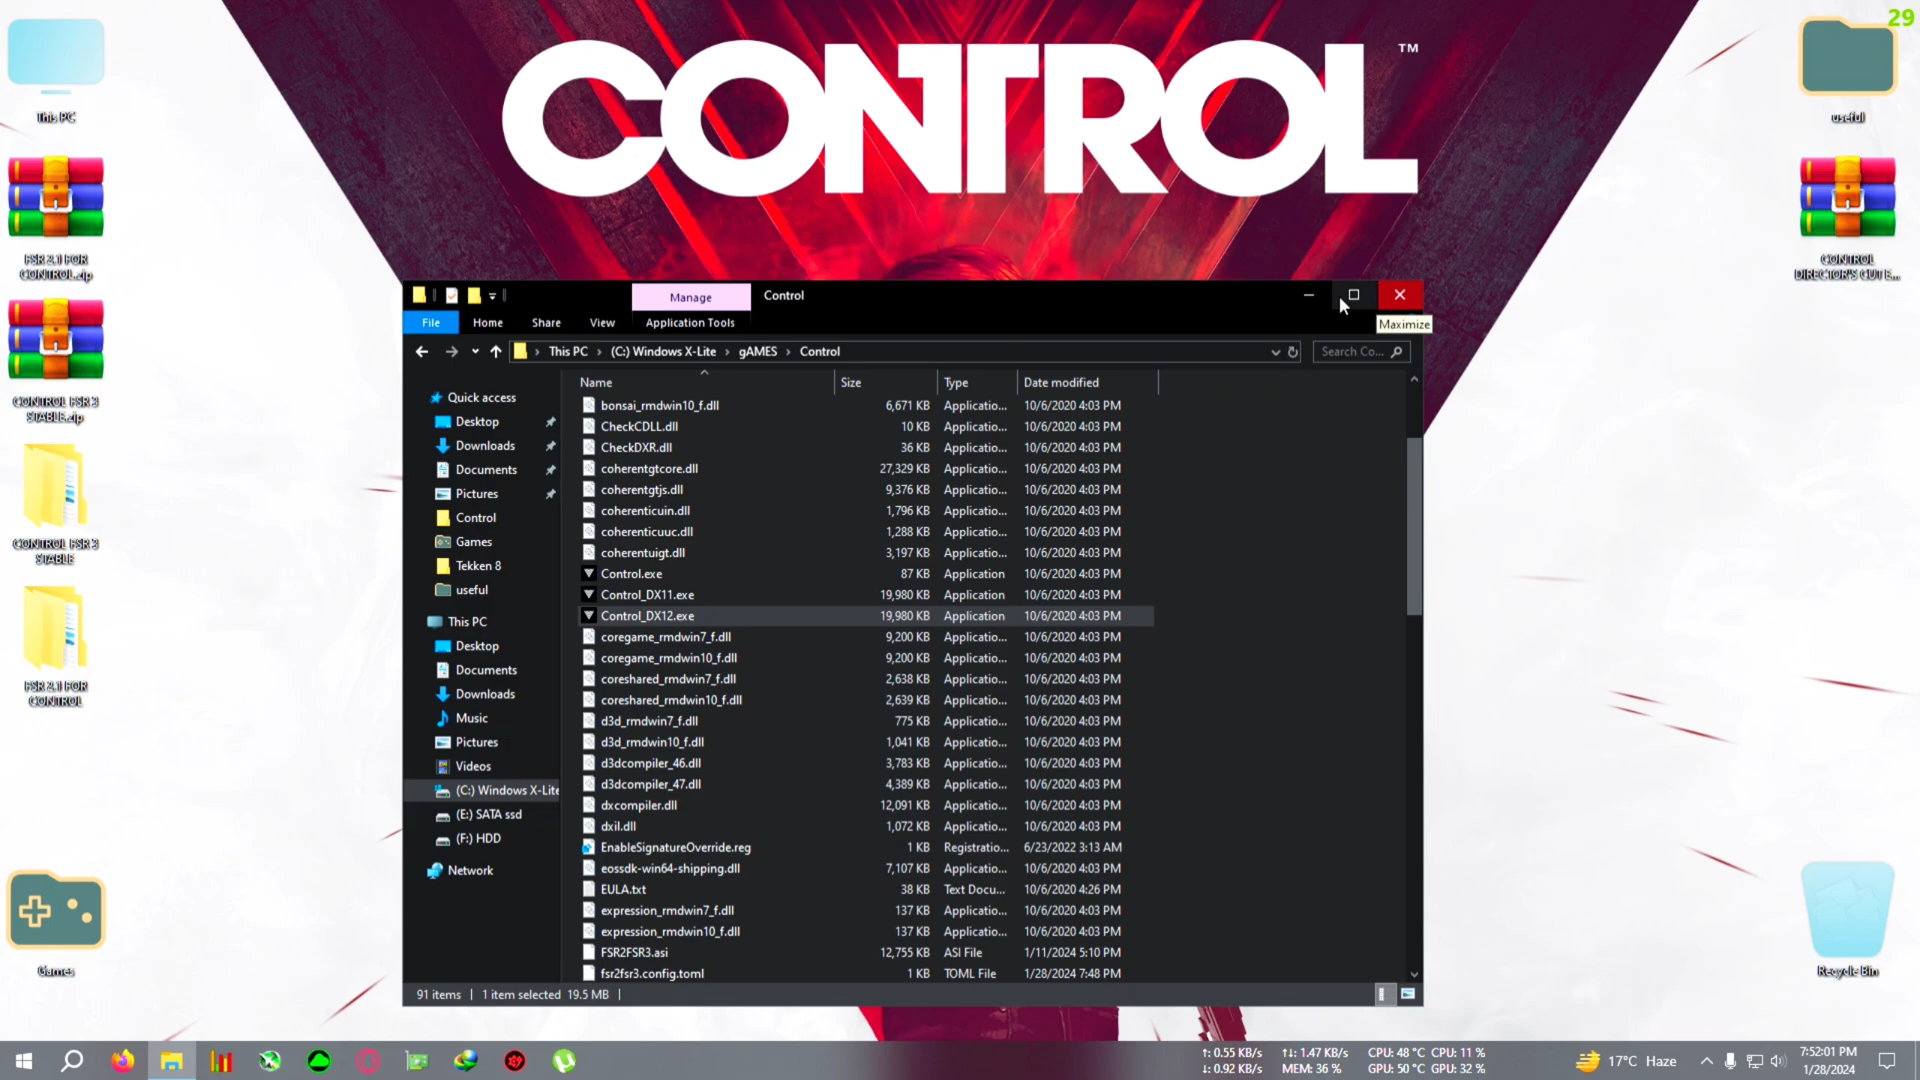 29
CONTROL
TM
This PC
FSR 2.1 FOR
CONTROL.zip
CONTROL FSR 3
STABLE.zip
CONTROL FSR 3
STABLE
FSR 2.1 FOR
CONTROL
Games
useful
CONTROL
DIRECTOR'S CUT E...
Recycle Bin
Manage
Control
File
Home
Share
View
Application Tools
Maximize
This PC
(C:) Windows X-Lite
gAMES
Control
Search Co...
Quick access
Desktop
Downloads
Documents
Pictures
Control
Games
Tekken 8
useful
This PC
Desktop
Documents
Downloads
Music
Pictures
Videos
(C:) Windows X-Lite
(E:) SATA ssd
(F:) HDD
Network
Name Size Type Date modified
bonsai_rmdwin10_f.dll 6,671 KB Applicatio... 10/6/2020 4:03 PM
CheckCDLL.dll 10 KB Applicatio... 10/6/2020 4:03 PM
CheckDXR.dll 36 KB Applicatio... 10/6/2020 4:03 PM
coherentgtcore.dll 27,329 KB Applicatio... 10/6/2020 4:03 PM
coherentgtjs.dll 9,376 KB Applicatio... 10/6/2020 4:03 PM
coherenticuin.dll 1,796 KB Applicatio... 10/6/2020 4:03 PM
coherenticuuc.dll 1,288 KB Applicatio... 10/6/2020 4:03 PM
coherentuigt.dll 3,197 KB Applicatio... 10/6/2020 4:03 PM
Control.exe 87 KB Application 10/6/2020 4:03 PM
Control_DX11.exe 19,980 KB Application 10/6/2020 4:03 PM
Control_DX12.exe 19,980 KB Application 10/6/2020 4:03 PM
coregame_rmdwin7_f.dll 9,200 KB Applicatio... 10/6/2020 4:03 PM
coregame_rmdwin10_f.dll 9,200 KB Applicatio... 10/6/2020 4:03 PM
coreshared_rmdwin7_f.dll 2,638 KB Applicatio... 10/6/2020 4:03 PM
coreshared_rmdwin10_f.dll 2,639 KB Applicatio... 10/6/2020 4:03 PM
d3d_rmdwin7_f.dll 775 KB Applicatio... 10/6/2020 4:03 PM
d3d_rmdwin10_f.dll 1,041 KB Applicatio... 10/6/2020 4:03 PM
d3dcompiler_46.dll 3,783 KB Applicatio... 10/6/2020 4:03 PM
d3dcompiler_47.dll 4,389 KB Applicatio... 10/6/2020 4:03 PM
dxcompiler.dll 12,091 KB Applicatio... 10/6/2020 4:03 PM
dxil.dll 1,072 KB Applicatio... 10/6/2020 4:03 PM
EnableSignatureOverride.reg 1 KB Registratio... 6/23/2022 3:13 AM
eossdk-win64-shipping.dll 7,107 KB Applicatio... 10/6/2020 4:03 PM
EULA.txt 38 KB Text Docu... 10/6/2020 4:26 PM
expression_rmdwin7_f.dll 137 KB Applicatio... 10/6/2020 4:03 PM
expression_rmdwin10_f.dll 137 KB Applicatio... 10/6/2020 4:03 PM
FSR2FSR3.asi 12,755 KB ASI File 1/11/2024 5:10 PM
fsr2fsr3.config.toml 1 KB TOML File 1/28/2024 7:48 PM
91 items 1 item selected 19.5 MB
↑: 0.55 KB/s ↑↓: 1.47 KB/s CPU: 48 °C CPU: 11 %
↓: 0.92 KB/s MEM: 36 % GPU: 50 °C GPU: 32 %
17°C Haze
7:52:01 PM
1/28/2024